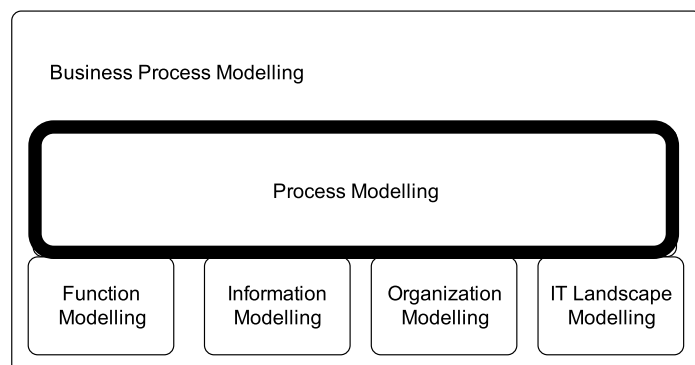 Business Process Modelling
Process Modelling
Function
Modelling
Information
Modelling
Organization
Modelling
IT Landscape
Modelling